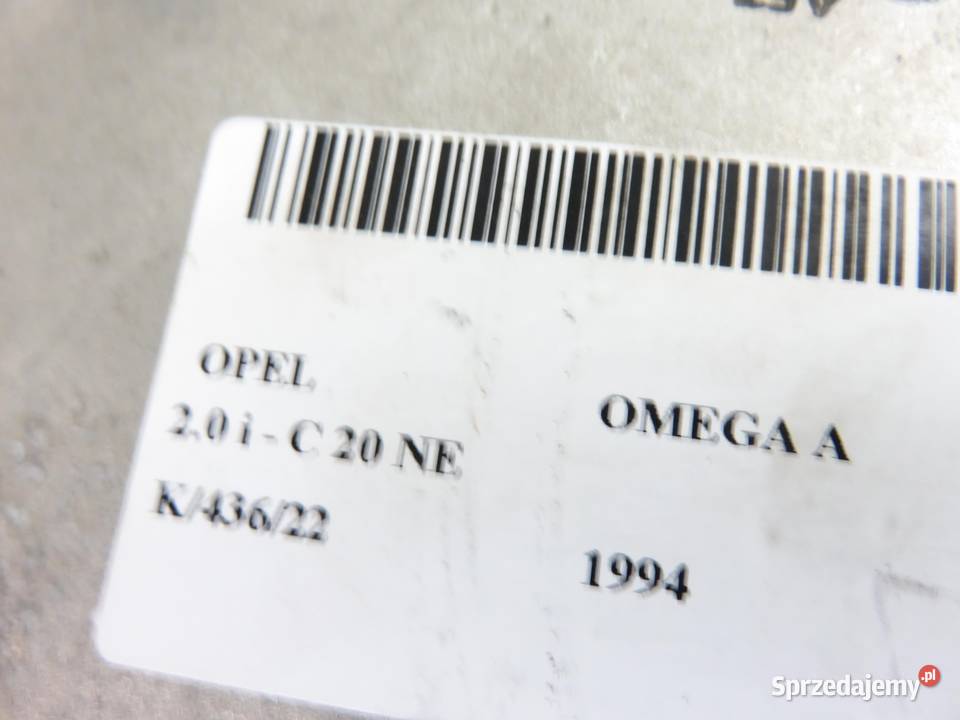 OPEL
2.0 i - C 20 NE
OMEGA A
K/436/22
1994
Sprzedajemy.pl